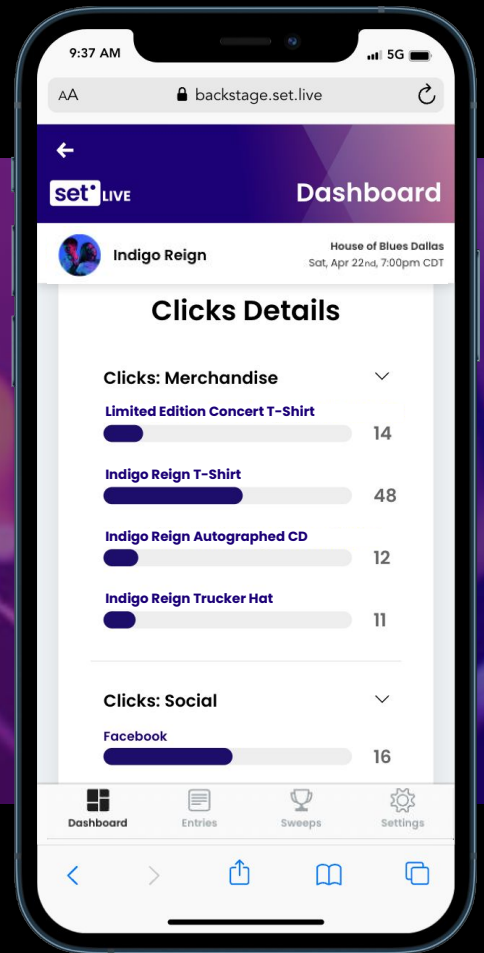 9:37 AM
5G
AA
backstage.set.live
set LIVE
Dashboard
Indigo Reign
House of Blues Dallas
Sat, Apr 22nd, 7:00pm CDT
Clicks Details
Clicks: Merchandise
Limited Edition Concert T-Shirt
14
Indigo Reign T-Shirt
48
Indigo Reign Autographed CD
12
Indigo Reign Trucker Hat
11
Clicks: Social
Facebook
16
Dashboard
Entries
Sweeps
Settings